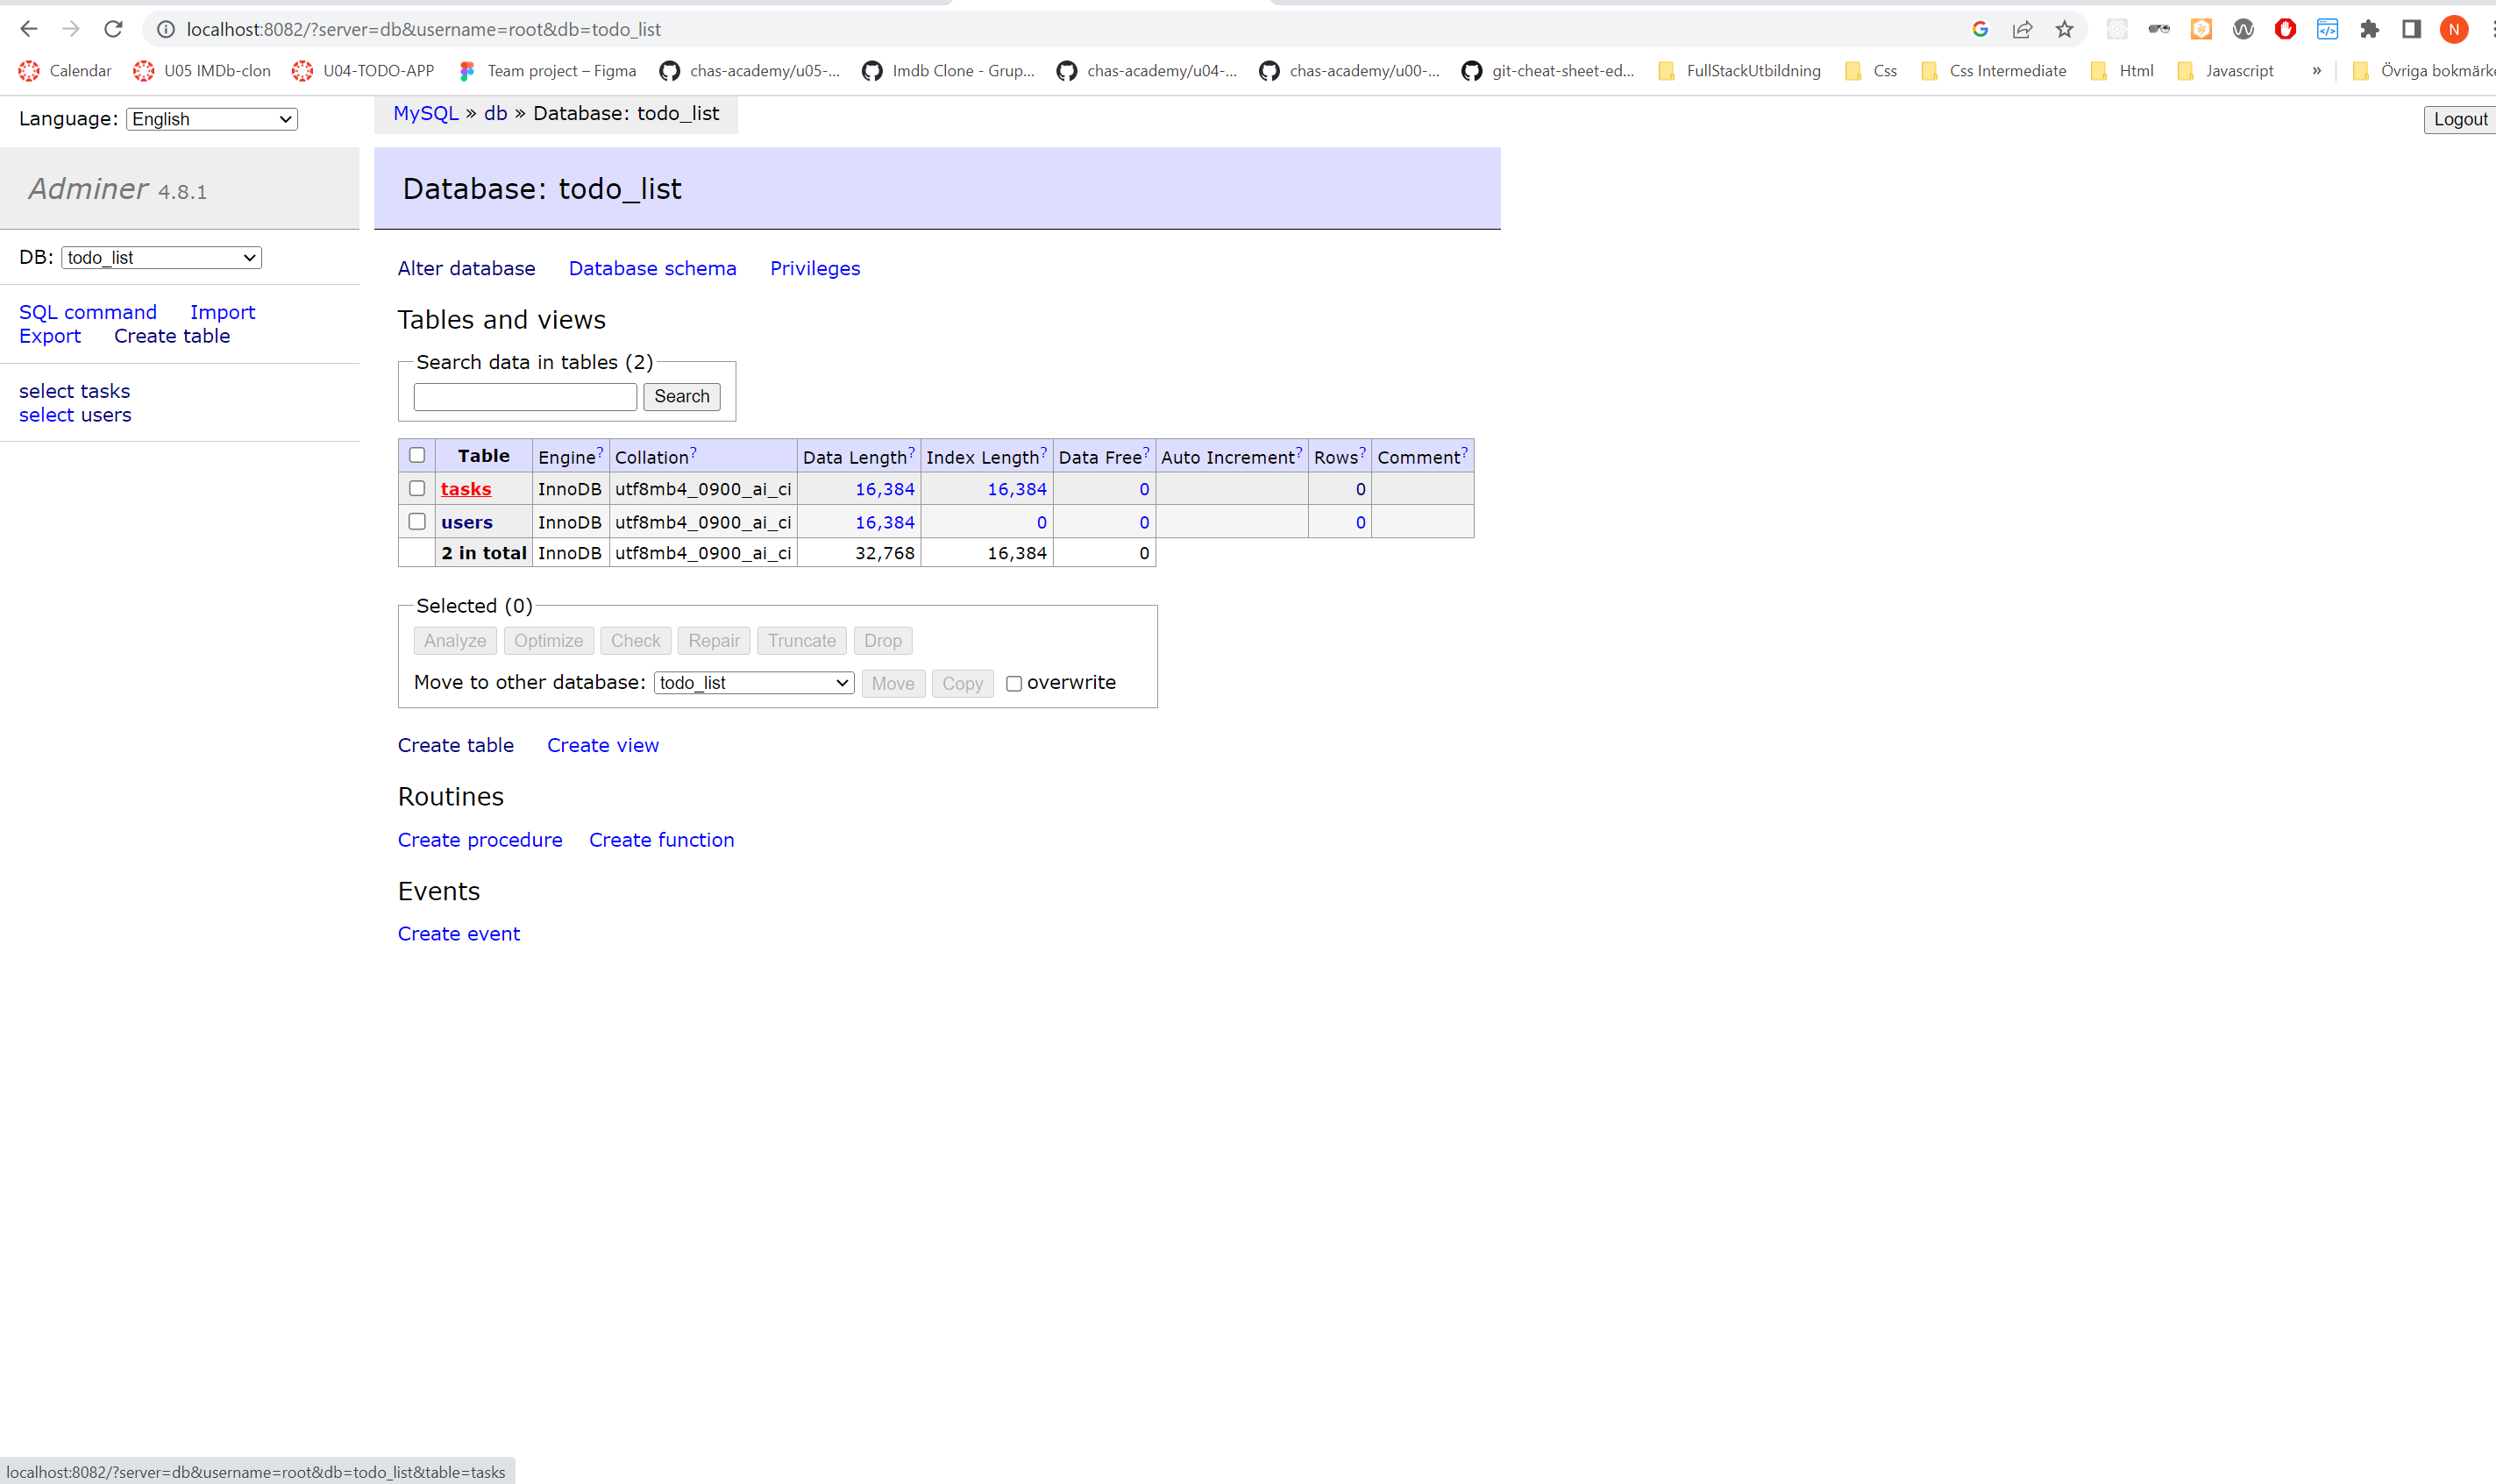 localhost:8082/?server=db&username=root&db=todo_list
N
Calendar U05 IMDb-clon U04-TODO-APP Team project – Figma chas-academy/u05-... Imdb Clone - Grup... chas-academy/u04-... chas-academy/u00-... git-cheat-sheet-ed... FullStackUtbildning Css Css Intermediate Html Javascript » Övriga bokmärke
Language: English
MySQL » db » Database: todo_list
Logout
Adminer 4.8.1
Database: todo_list
DB: todo_list
Alter database Database schema Privileges
SQL command Import
Export Create table
Tables and views
select tasks
select users
Search data in tables (2)
Search
Table Engine? Collation? Data Length? Index Length? Data Free? Auto Increment? Rows? Comment?
tasks InnoDB utf8mb4_0900_ai_ci 16,384 16,384 0 0
users InnoDB utf8mb4_0900_ai_ci 16,384 0 0 0
2 in total InnoDB utf8mb4_0900_ai_ci 32,768 16,384 0
Selected (0)
Analyze Optimize Check Repair Truncate Drop
Move to other database: todo_list Move Copy overwrite
Create table Create view
Routines
Create procedure Create function
Events
Create event
localhost:8082/?server=db&username=root&db=todo_list&table=tasks